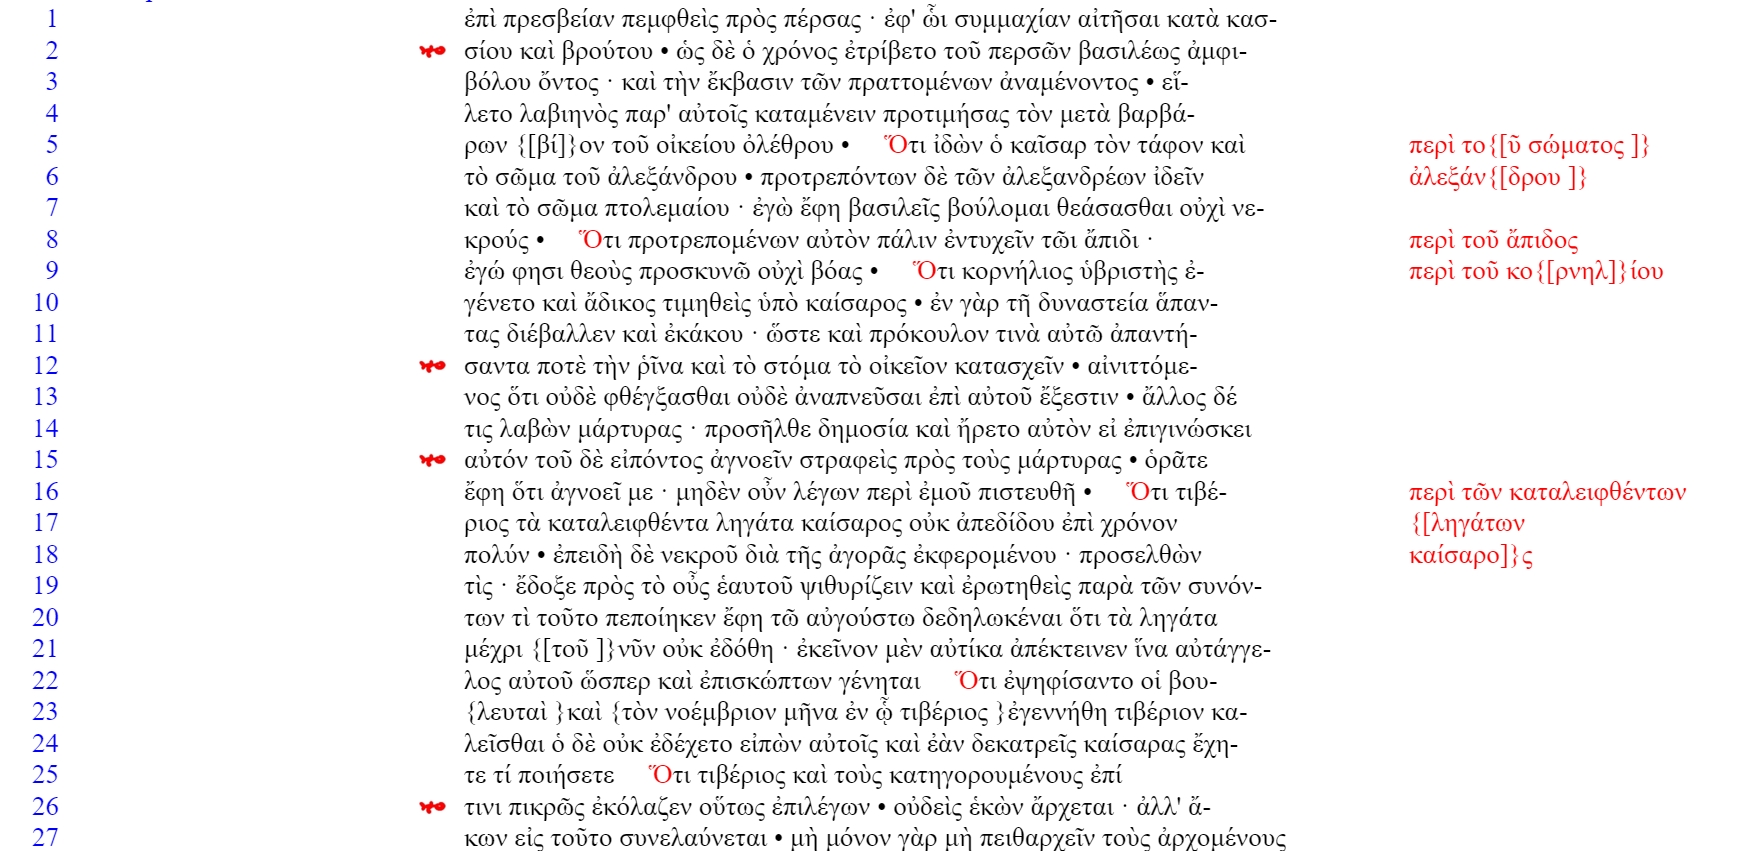 1 ἐπὶ πρεσβείαν πεμφθεὶς πρὸς πέρσας · ἐφ' ὧι συμμαχίαν αἰτῆσαι κατὰ κασ-
2 σίου καὶ βρούτου • ὡς δὲ ὁ χρόνος ἐτρίβετο τοῦ περσῶν βασιλέως ἀμφι-
3 βόλου ὄντος · καὶ τὴν ἔκβασιν τῶν πραττομένων ἀναμένοντος • εἵ-
4 λετο λαβιηνὸς παρ' αὐτοῖς καταμένειν προτιμήσας τὸν μετὰ βαρβά-
5 ρων {[βί]}ον τοῦ οἰκείου ὀλέθρου • Ὅτι ἰδὼν ὁ καῖσαρ τὸν τάφον καὶ περὶ το{[ῦ σώματος ]}
6 τὸ σῶμα τοῦ ἀλεξάνδρου • προτρεπόντων δὲ τῶν ἀλεξανδρέων ἰδεῖν ἀλεξάν{[δρου ]}
7 καὶ τὸ σῶμα πτολεμαίου · ἐγὼ ἔφη βασιλεῖς βούλομαι θεάσασθαι οὐχὶ νε-
8 κρούς • Ὅτι προτρεπομένων αὐτὸν πάλιν ἐντυχεῖν τῶι ἄπιδι · περὶ τοῦ ἄπιδος
9 ἐγώ φησι θεοὺς προσκυνῶ οὐχὶ βόας • Ὅτι κορνήλιος ὑβριστὴς ἐ- περὶ τοῦ κο{[ρνηλ]}ίου
10 γένετο καὶ ἄδικος τιμηθεὶς ὑπὸ καίσαρος • ἐν γὰρ τῆ δυναστεία ἅπαν-
11 τας διέβαλλεν καὶ ἐκάκου · ὥστε καὶ πρόκουλον τινὰ αὐτῶ ἀπαντή-
12 σαντα ποτὲ τὴν ῥῖνα καὶ τὸ στόμα τὸ οἰκεῖον κατασχεῖν • αἰνιττόμε-
13 νος ὅτι οὐδὲ φθέγξασθαι οὐδὲ ἀναπνεῦσαι ἐπὶ αὐτοῦ ἔξεστιν • ἄλλος δέ
14 τις λαβὼν μάρτυρας · προσῆλθε δημοσία καὶ ἤρετο αὐτὸν εἰ ἐπιγινώσκει
15 αὐτόν τοῦ δὲ εἰπόντος ἀγνοεῖν στραφεὶς πρὸς τοὺς μάρτυρας • ὁρᾶτε
16 ἔφη ὅτι ἀγνοεῖ με · μηδὲν οὖν λέγων περὶ ἐμοῦ πιστευθῆ • Ὅτι τιβέ- περὶ τῶν καταλειφθέντων
17 ριος τὰ καταλειφθέντα ληγάτα καίσαρος οὐκ ἀπεδίδου ἐπὶ χρόνον {[ληγάτων
18 πολύν • ἐπειδὴ δὲ νεκροῦ διὰ τῆς ἀγορᾶς ἐκφερομένου · προσελθὼν καίσαρο]}ς
19 τὶς · ἔδοξε πρὸς τὸ οὖς ἑαυτοῦ ψιθυρίζειν καὶ ἐρωτηθεὶς παρὰ τῶν συνόν-
20 των τὶ τοῦτο πεποίηκεν ἔφη τῶ αὐγούστω δεδηλωκέναι ὅτι τὰ ληγάτα
21 μέχρι {[τοῦ ]}νῦν οὐκ ἐδόθη · ἐκεῖνον μὲν αὐτίκα ἀπέκτεινεν ἵνα αὐτάγγε-
22 λος αὐτοῦ ὥσπερ καὶ ἐπισκώπτων γένηται Ὅτι ἐψηφίσαντο οἱ βου-
23 {λευταὶ }καὶ {τὸν νοέμβριον μῆνα ἐν ᾧ τιβέριος }ἐγεννήθη τιβέριον κα-
24 λεῖσθαι ὁ δὲ οὐκ ἐδέχετο εἰπὼν αὐτοῖς καὶ ἐὰν δεκατρεῖς καίσαρας ἔχη-
25 τε τί ποιήσετε Ὅτι τιβέριος καὶ τοὺς κατηγορουμένους ἐπί
26 τινι πικρῶς ἐκόλαζεν οὕτως ἐπιλέγων • οὐδεὶς ἑκὼν ἄρχεται · ἀλλ' ἄ-
27 κων εἰς τοῦτο συνελαύνεται • μὴ μόνον γὰρ μὴ πειθαρχεῖν τοὺς ἀρχομένους